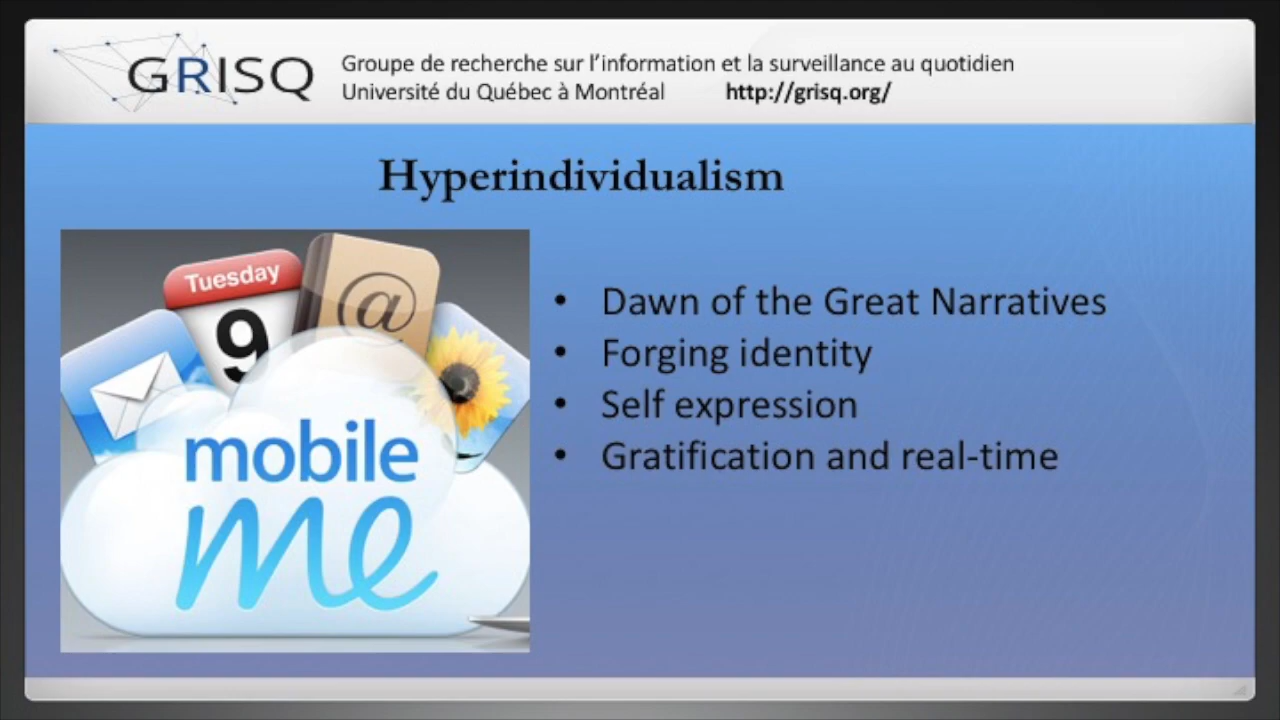 GRISQ
Groupe de recherche sur l’information et la surveillance au quotidien
Université du Québec à Montréal http://grisq.org/
Hyperindividualism
Tuesday
9
@
mobile
me
• Dawn of the Great Narratives
• Forging identity
• Self expression
• Gratification and real-time